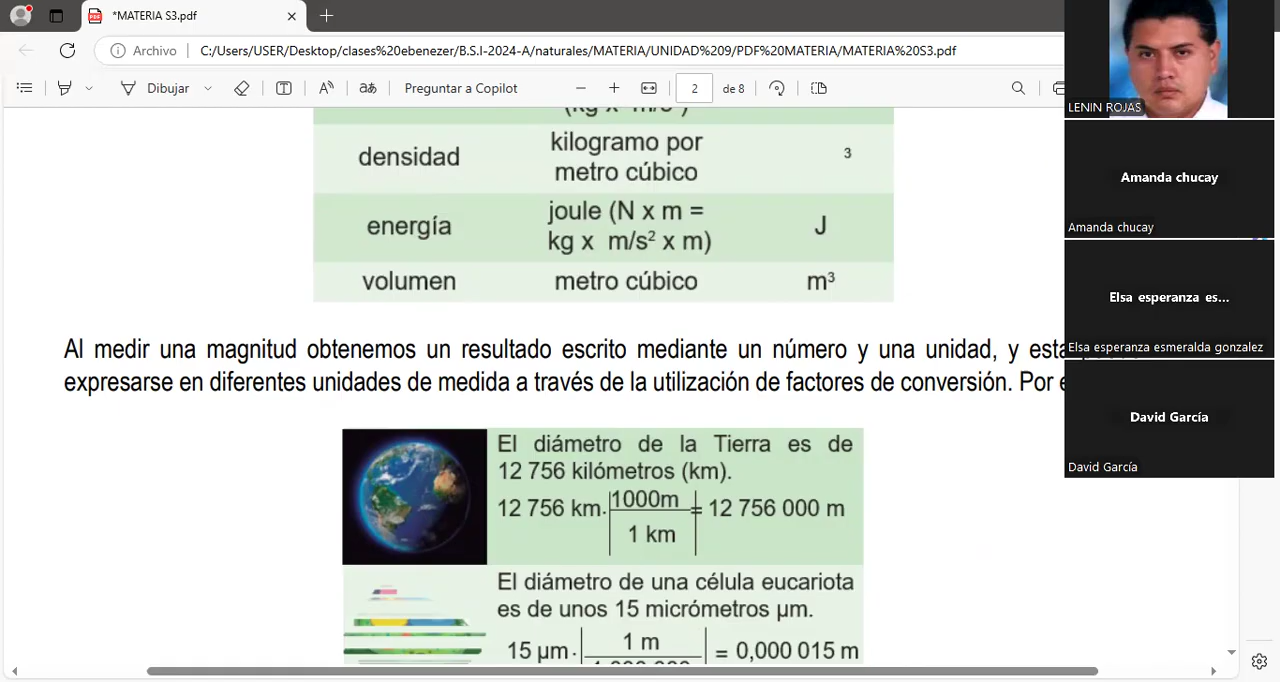 *MATERIA S3.pdf
Archivo
C:/Users/USER/Desktop/clases%20ebenezer/B.S.I-2024-A/naturales/MATERIA/UNIDAD%209/PDF%20MATERIA/MATERIA%20S3.pdf
Dibujar
Preguntar a Copilot
2
de 8
densidad
kilogramo por
metro cúbico
3
energía
joule (N x m =
kg x m/s² x m)
J
volumen
metro cúbico
m³
Al medir una magnitud obtenemos un resultado escrito mediante un número y una unidad, y
expresarse en diferentes unidades de medida a través de la utilización de factores de conversión. Por
El diámetro de la Tierra es de
12 756 kilómetros (km).
12 756 km. 1000m = 12 756 000 m
1 km
El diámetro de una célula eucariota
es de unos 15 micrómetros µm.
15 µm · 1 m = 0,000 015 m
LENIN ROJAS
Amanda chucay
Amanda chucay
Elsa esperanza es...
Elsa esperanza esmeralda gonzalez
David García
David García